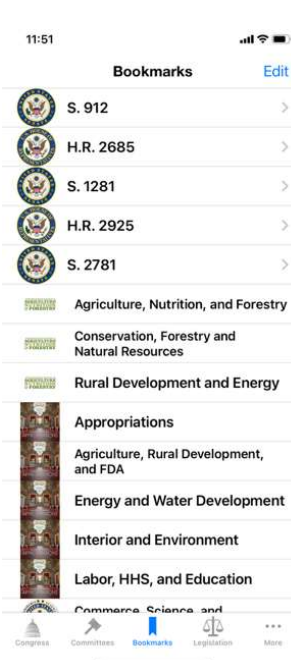 11:51
Bookmarks
Edit
S. 912
H.R. 2685
S. 1281
H.R. 2925
S. 2781
Agriculture, Nutrition, and Forestry
Conservation, Forestry and
Natural Resources
Rural Development and Energy
Appropriations
Agriculture, Rural Development,
and FDA
Energy and Water Development
Interior and Environment
Labor, HHS, and Education
Commerce, Science, and
Congress
Committees
Bookmarks
Legislation
More